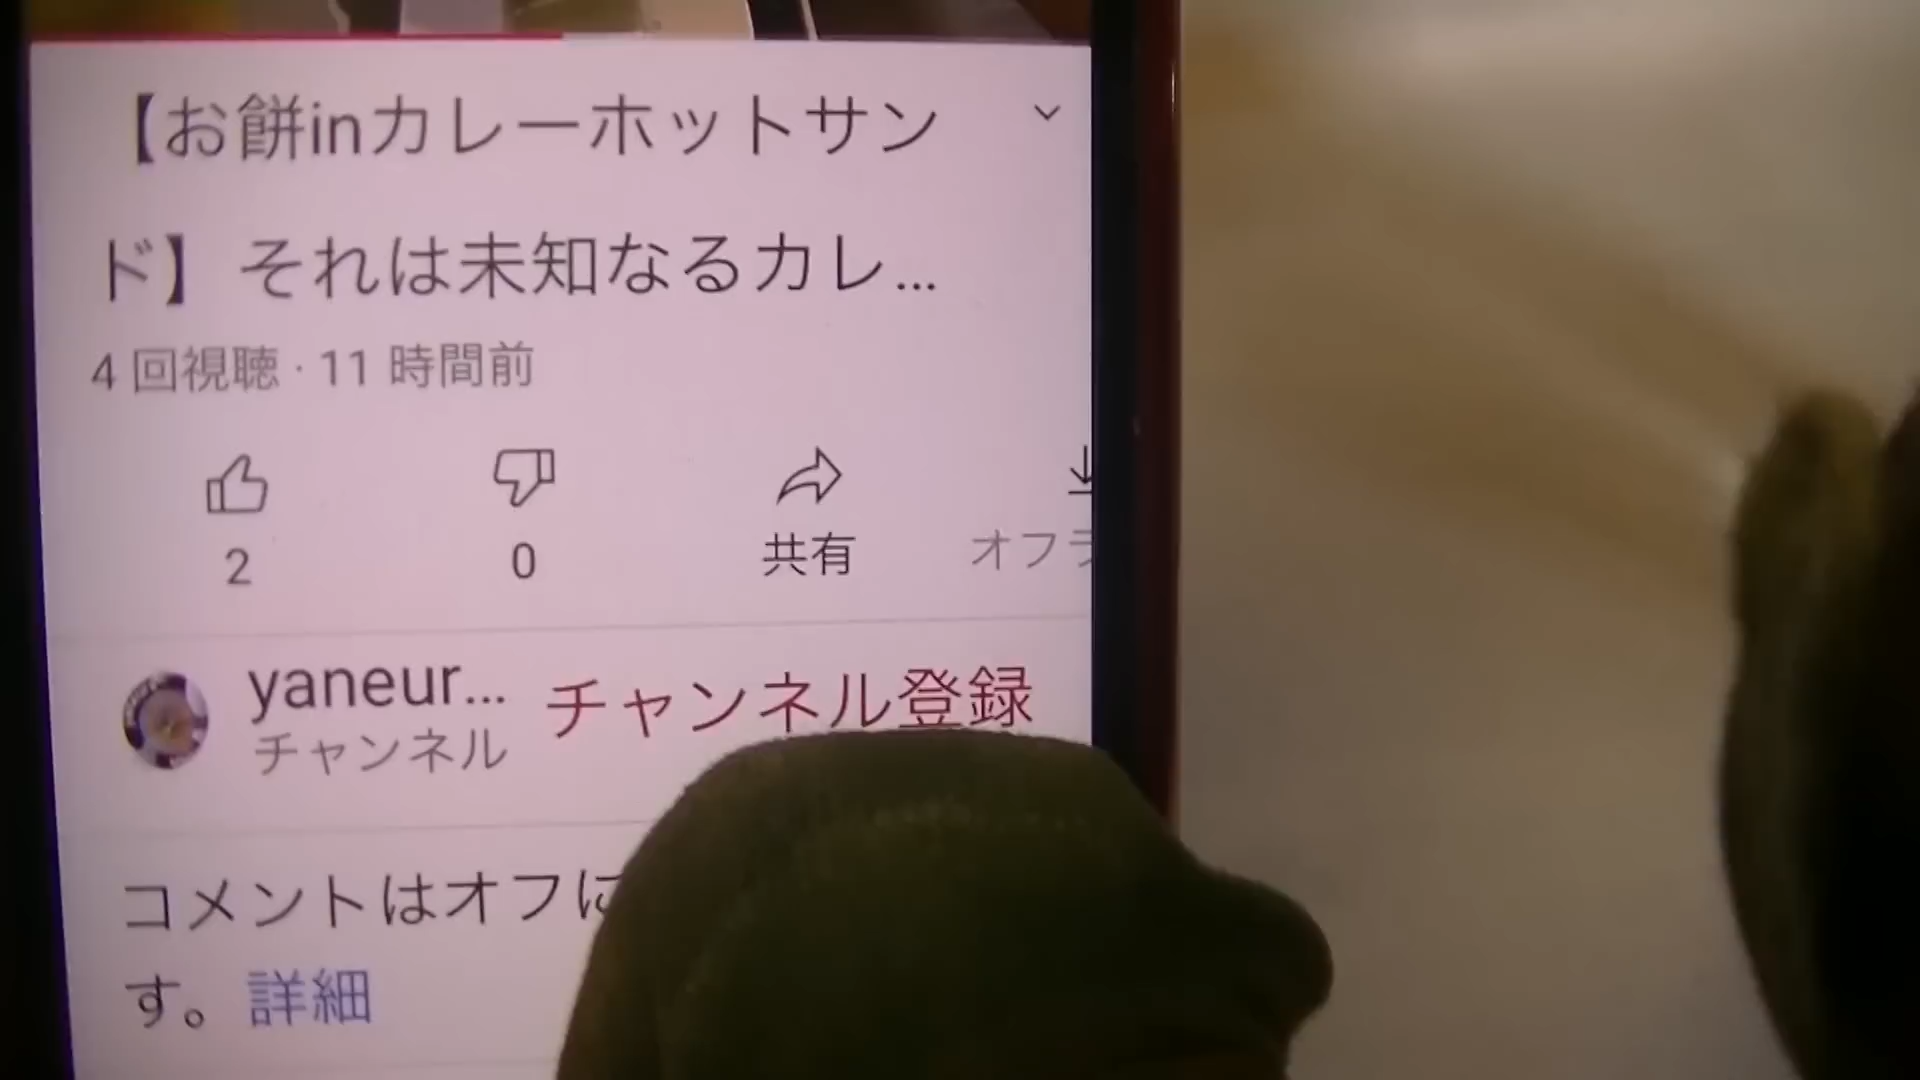 【お餅inカレーホットサン
ド】 それは未知なるカレ...
4 回視聴 · 11 時間前
2
0
共有
オフラ
yaneur...
チャンネル登録
チャンネル
コメントはオフに
す。詳細